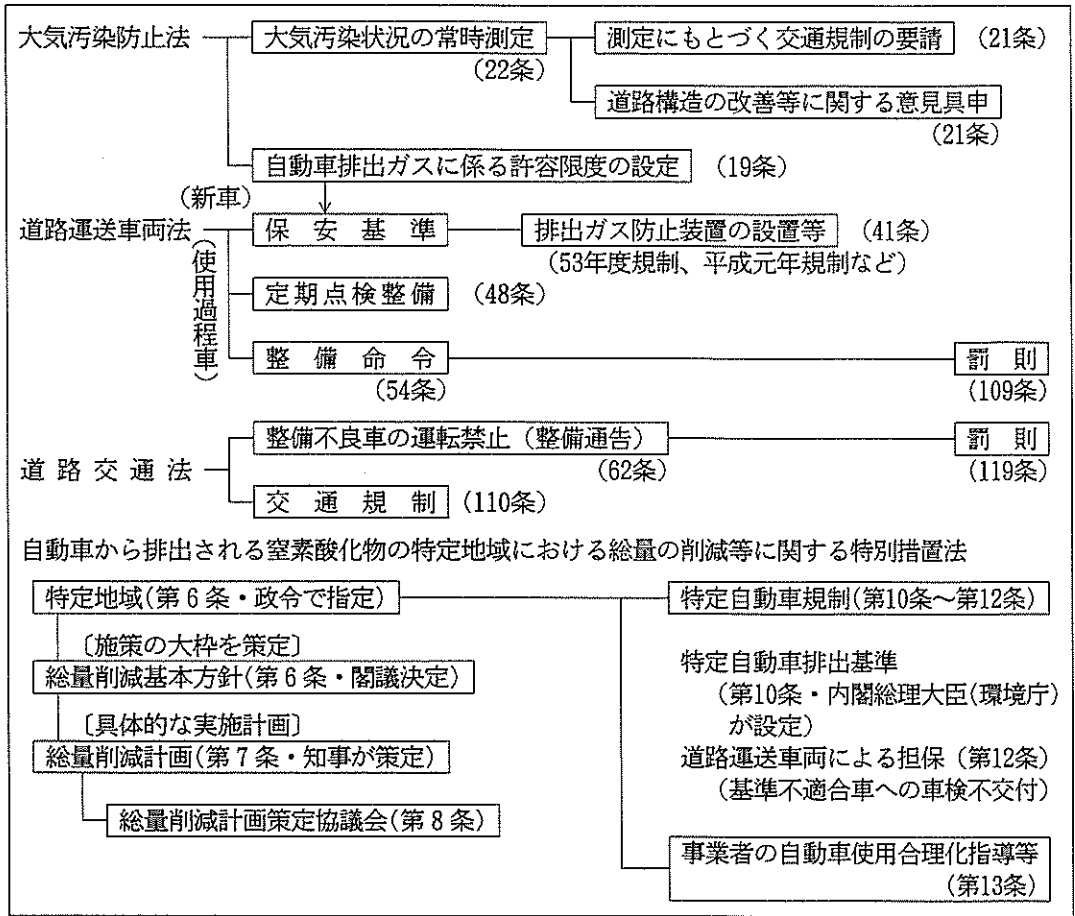 大気汚染防止法 大気汚染状況の常時測定 測定にもとづく交通規制の要請 (21条)
(22条)
道路構造の改善等に関する意見具申
(21条)
自動車排出ガスに係る許容限度の設定 (19条)
(新車)
道路運送車両法 保安基準 排出ガス防止装置の設置等 (41条)
(53年度規制、平成元年規制など)
(使用過程車)
定期点検整備 (48条)
整備命令 罰則
(54条) (109条)
整備不良車の運転禁止(整備通告) 罰則
(62条) (119条)
道路交通法
交通規制 (110条)
自動車から排出される窒素酸化物の特定地域における総量の削減等に関する特別措置法
特定地域(第6条・政令で指定) 特定自動車規制(第10条〜第12条)
〔施策の大枠を策定〕
総量削減基本方針(第6条・閣議決定)
〔具体的な実施計画〕
総量削減計画(第7条・知事が策定)
総量削減計画策定協議会(第8条)
特定自動車排出基準
(第10条・内閣総理大臣(環境庁)
が設定)
道路運送車両による担保(第12条)
(基準不適合車への車検不交付)
事業者の自動車使用合理化指導等
(第13条)